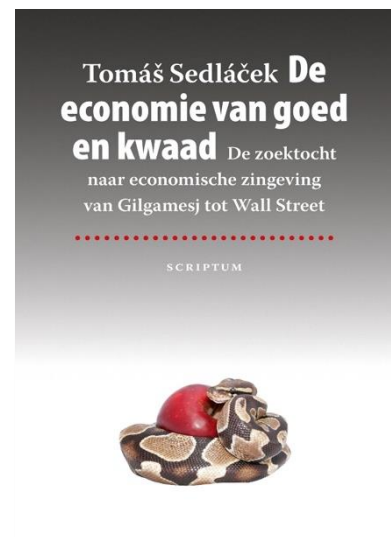 Tomáš Sedláček De
economie van goed
en kwaad De zoektocht
naar economische zingeving
van Gilgamesj tot Wall Street
SCRIPTUM